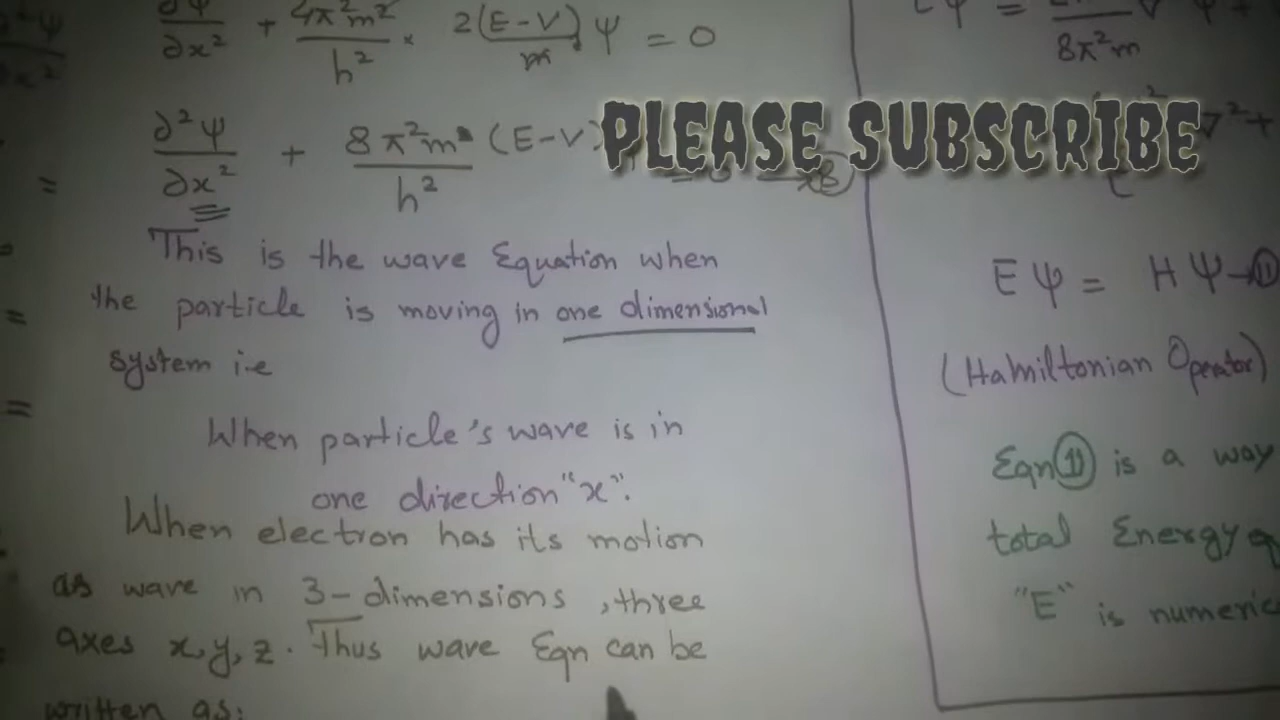 ∂Ψ/∂x² + 4π²m²/h² × 2(E-V)/m Ψ = 0
= ∂²Ψ/∂x² + 8π²m/h² (E-V)
PLEASE SUBSCRIBE
This is the wave Equation when
the particle is moving in one dimensional
system i-e
When particle's wave is in
one direction "x".
When electron has its motion
as wave in 3-dimensions, three
axes x, y, z. Thus wave Eqn can be
written as:
8π²m
EΨ = HΨ-⑪
(Hamiltonian Operator)
Eqn ⑪ is a way
total Energy
"E" is numeric